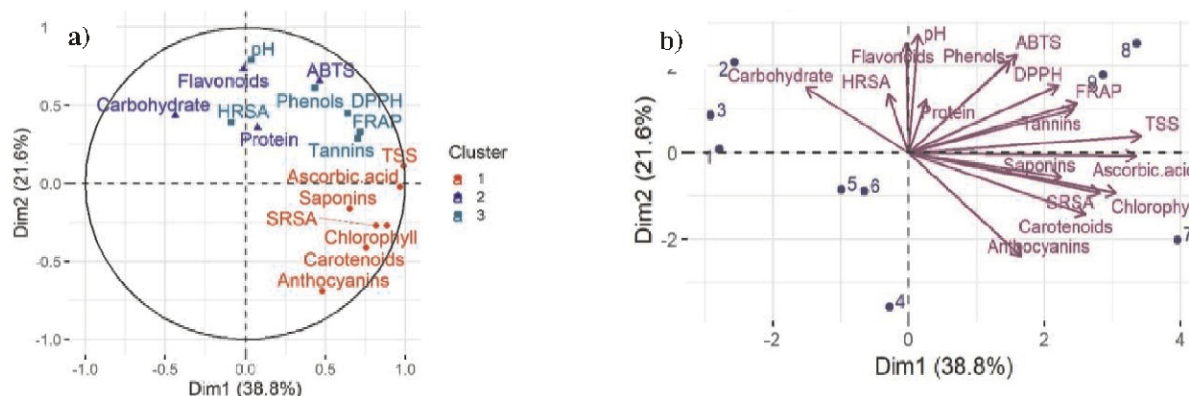 a)
1
0.5
0.0
-0.5
-1.0
Dim2 (21.6%)
pH
Flavonoids
ABTS
Carbohydrate
HRSA
Phenols
DPPH
FRAP
Protein
Tannins
TSS
Ascorbic.acid
Saponins
SRSA
Chlorophyll
Carotenoids
Anthocyanins
-1.0 -0.5 0.0 0.5 1.0
Dim1 (38.8%)
Cluster
1
2
3
b)
0
-2
Dim2 (21.6%)
pH
ABTS
Flavonoids
Phenols
8
2
Carbohydrate
HRSA
DPPH
9
FRAP
3
Protein
Tannins
TSS
1
Saponins
Ascorbic.acid
5 6
SRSA
Chlorophy
Carotenoids
7
Anthocyanins
4
-2 0 2 4
Dim1 (38.8%)